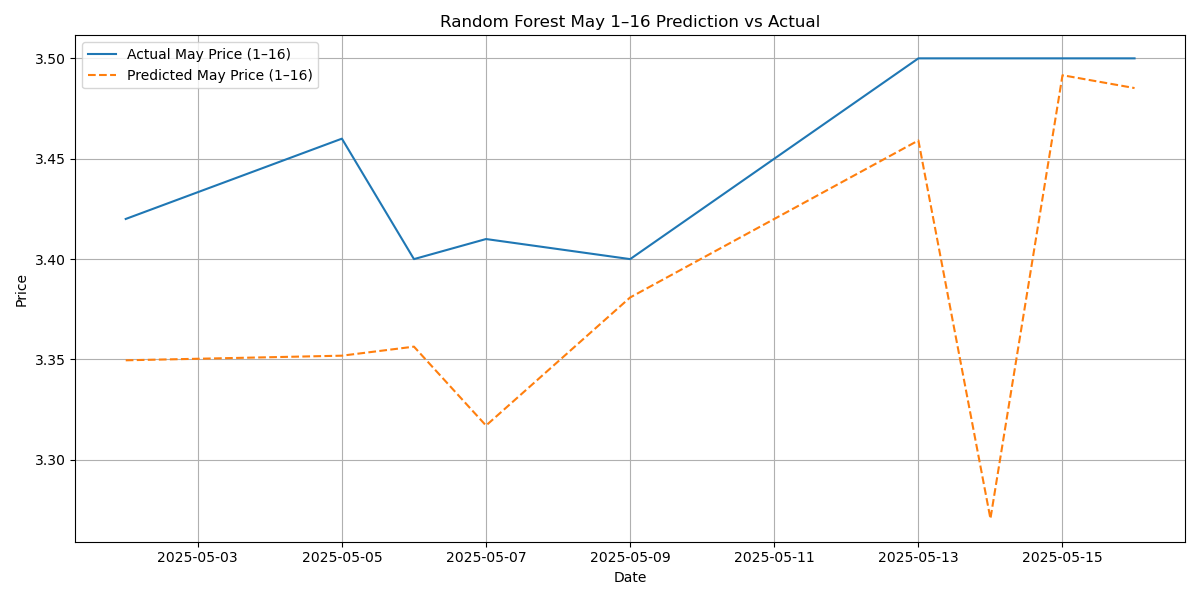 Random Forest May 1–16 Prediction vs Actual
Actual May Price (1–16)
Predicted May Price (1–16)
Price
3.50
3.45
3.40
3.35
3.30
2025-05-03
2025-05-05
2025-05-07
2025-05-09
2025-05-11
2025-05-13
2025-05-15
Date